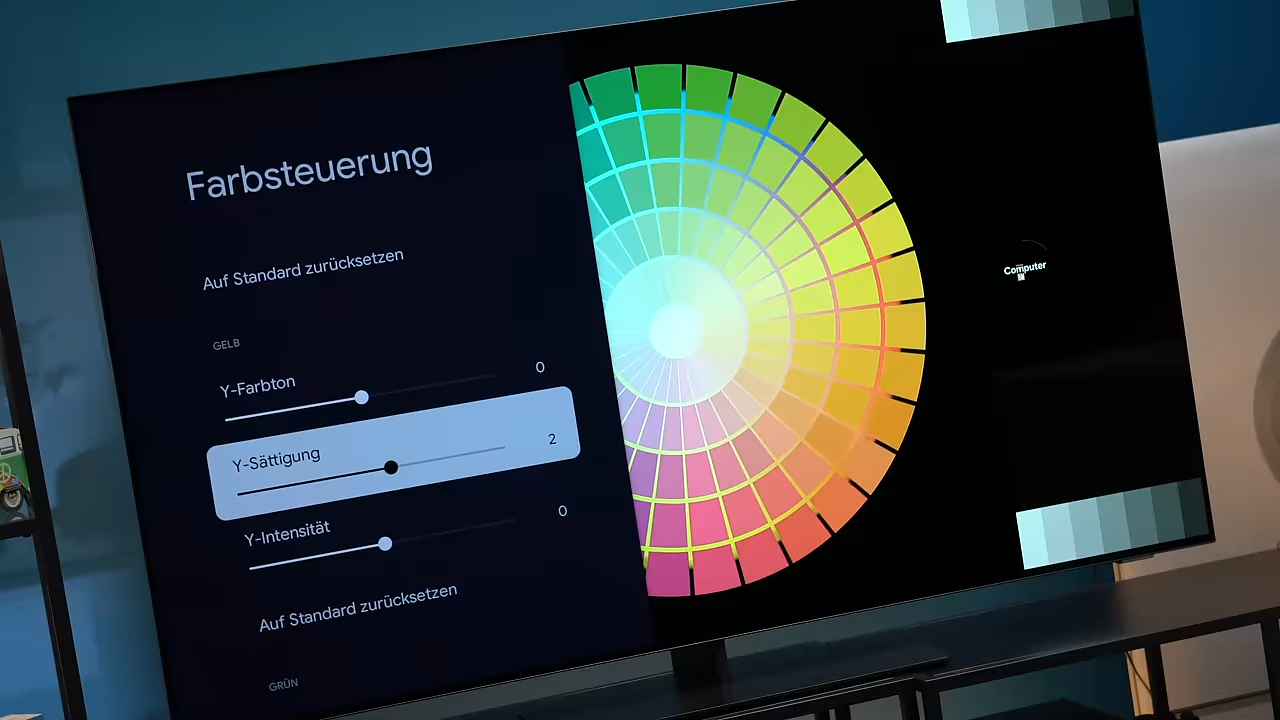 Farbsteuerung
Auf Standard zurücksetzen
GELB
Y-Farbton 0
Y-Sättigung 2
Y-Intensität 0
Auf Standard zurücksetzen
GRÜN
Computer